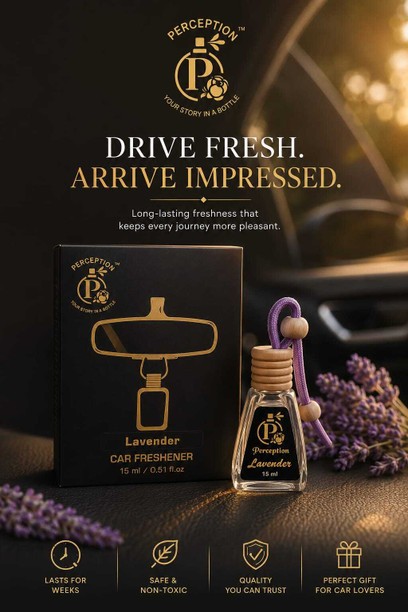 PERCEPTION™
P
YOUR STORY IN A BOTTLE
DRIVE FRESH.
ARRIVE IMPRESSED.
Long-lasting freshness that
keeps every journey more pleasant.
PERCEPTION™
P
YOUR STORY IN A BOTTLE
Lavender
CAR FRESHENER
15 ml / 0.51 fl.oz
P
Perception
Lavender
15 ml
LASTS FOR
WEEKS
SAFE &
NON-TOXIC
QUALITY
YOU CAN TRUST
PERFECT GIFT
FOR CAR LOVERS